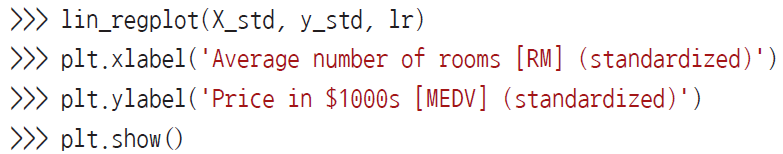 >>> lin_regplot(X_std, y_std, lr)
>>> plt.xlabel('Average number of rooms [RM] (standardized)')
>>> plt.ylabel('Price in $1000s [MEDV] (standardized)')
>>> plt.show()